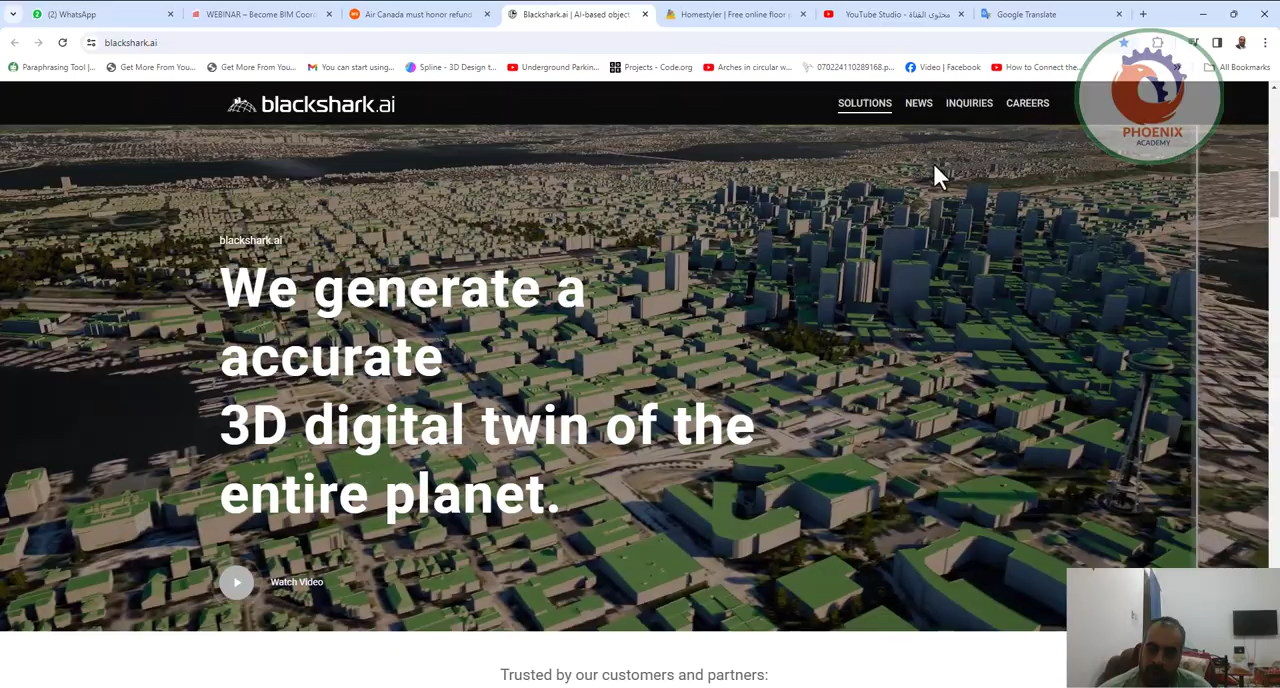 (2) WhatsApp
WEBINAR – Become BIM Coord
Air Canada must honor refund
Blackshark.ai | AI-based object
Homestyler | Free online floor p
YouTube Studio - محتوى القناة
Google Translate
blackshark.ai
Paraphrasing Tool |...
Get More From You...
Get More From You...
You can start using...
Spline - 3D Design t...
Underground Parkin...
Projects - Code.org
Arches in circular w...
070224110289168.p...
Video | Facebook
How to Connect the...
All Bookmarks
blackshark.ai
SOLUTIONS
NEWS
INQUIRIES
CAREERS
PHOENIX
ACADEMY
blackshark.ai
We generate a
accurate
3D digital twin of the
entire planet.
Watch Video
Trusted by our customers and partners: